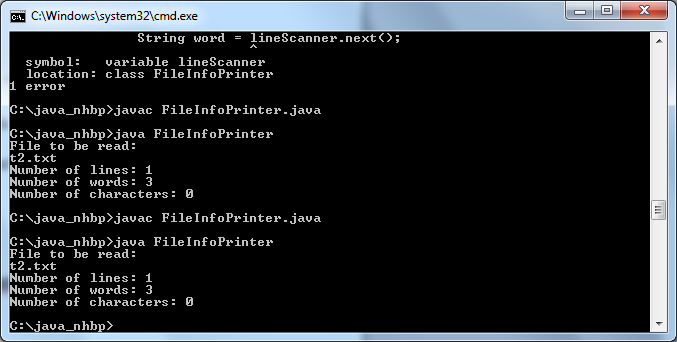 C:\Windows\system32\cmd.exe
String word = lineScanner.next();
^
symbol:   variable lineScanner
location: class FileInfoPrinter
1 error
C:\java_nhbp>javac FileInfoPrinter.java
C:\java_nhbp>java FileInfoPrinter
File to be read:
t2.txt
Number of lines: 1
Number of words: 3
Number of characters: 0
C:\java_nhbp>javac FileInfoPrinter.java
C:\java_nhbp>java FileInfoPrinter
File to be read:
t2.txt
Number of lines: 1
Number of words: 3
Number of characters: 0
C:\java_nhbp>